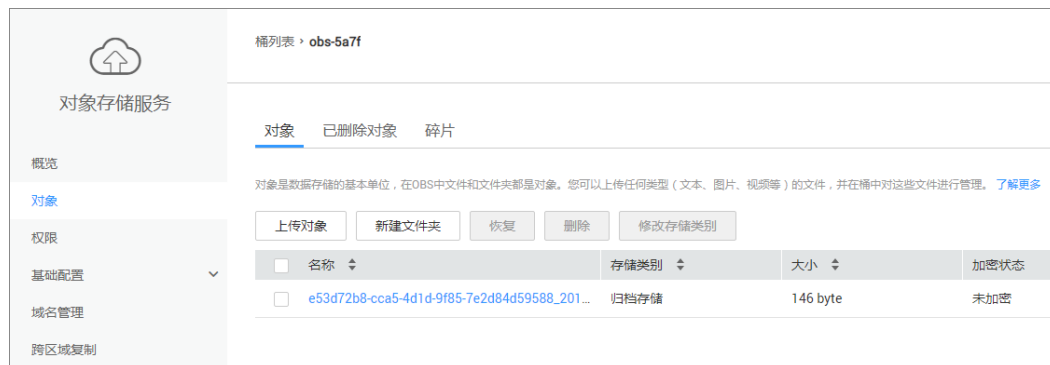 对象存储服务
概览
对象
权限
基础配置
域名管理
跨区域复制
桶列表 › obs-5a7f
对象 已删除对象 碎片
对象是数据存储的基本单位，在OBS中文件和文件夹都是对象。您可以上传任何类型（文本、图片、视频等）的文件，并在桶中对这些文件进行管理。 了解更多
上传对象 新建文件夹 恢复 删除 修改存储类别
名称 存储类别 大小 加密状态
e53d72b8-cca5-4d1d-9f85-7e2d84d59588_201... 归档存储 146 byte 未加密